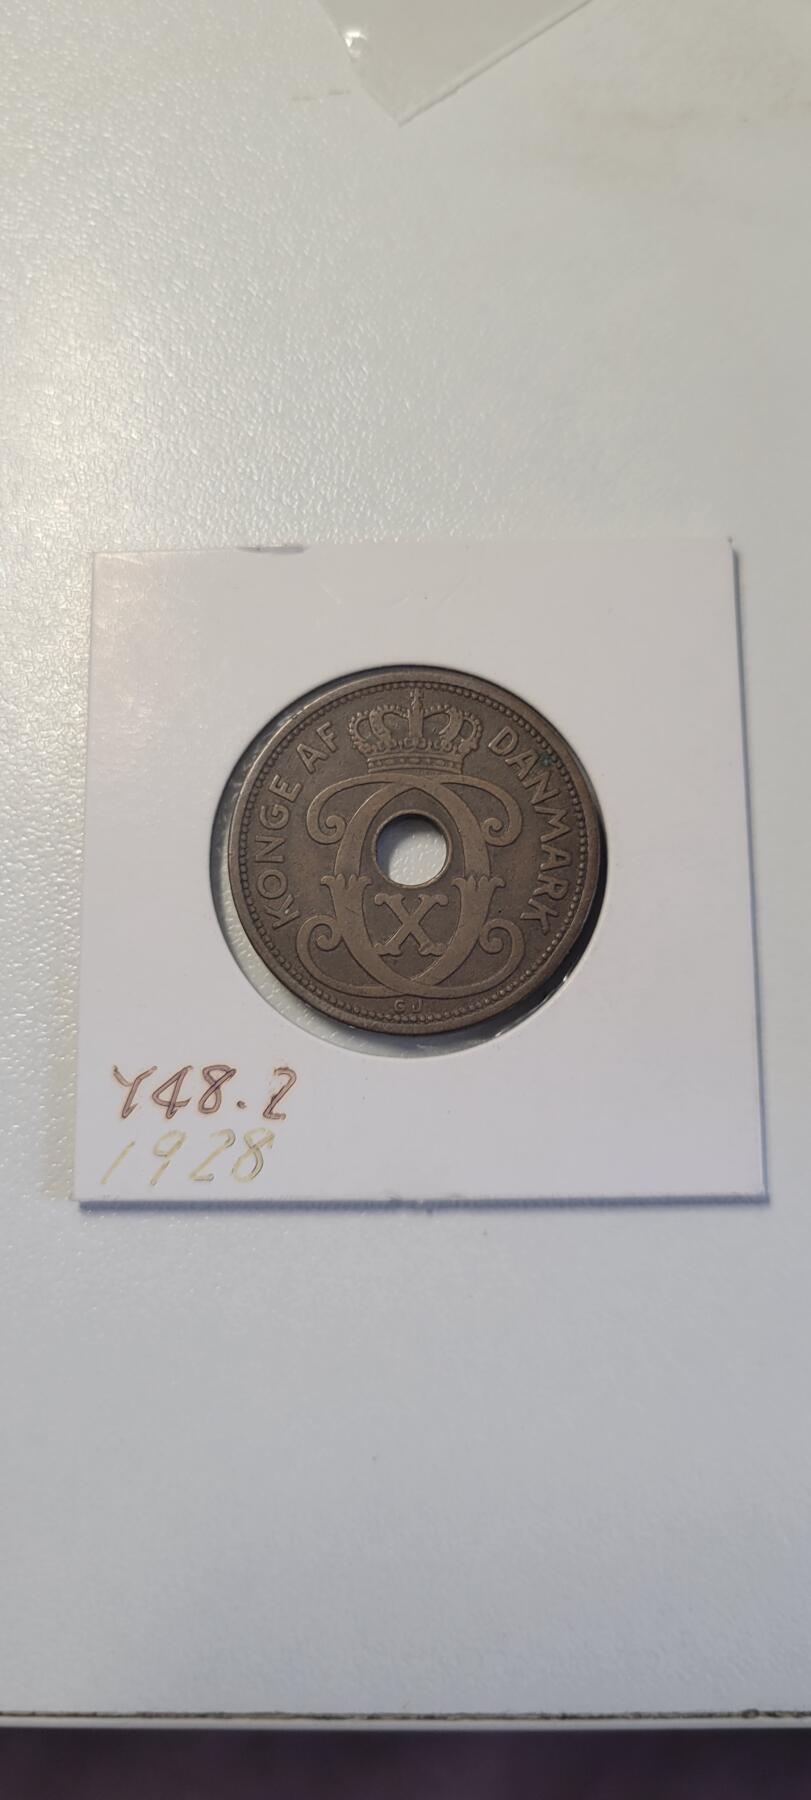 KONGE AF DANMARK
X
GJ
Y48.2
1928